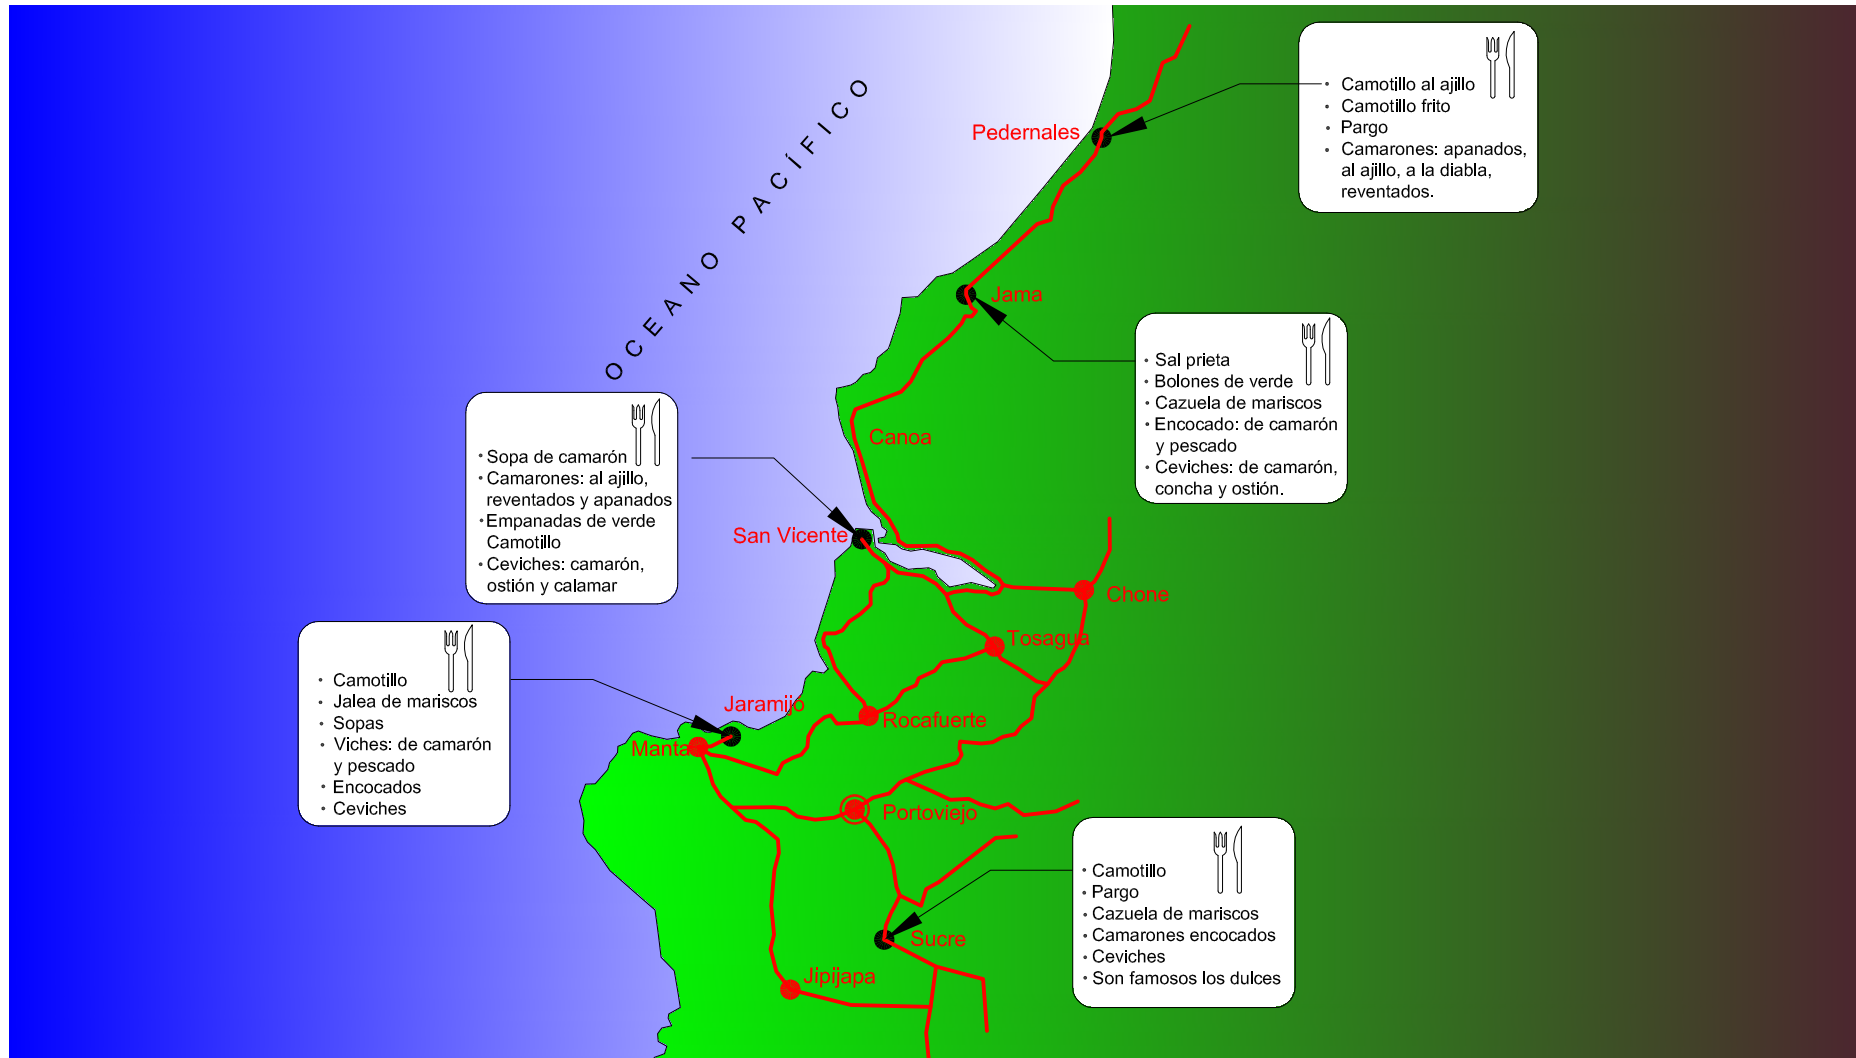 OCEANO PACÍFICO
Pedernales
• Camotillo al ajillo
• Camotillo frito
• Pargo
• Camarones: apanados,
al ajillo, a la diabla,
reventados.
Jama
• Sal prieta
• Bolones de verde
• Cazuela de mariscos
• Encocado: de camarón
y pescado
• Ceviches: de camarón,
concha y ostión.
Canoa
• Sopa de camarón
• Camarones: al ajillo,
reventados y apanados
• Empanadas de verde
Camotillo
• Ceviches: camarón,
ostión y calamar
San Vicente
Chone
Tosagua
• Camotillo
• Jalea de mariscos
• Sopas
• Viches: de camarón
y pescado
• Encocados
• Ceviches
Jaramijo
Rocafuerte
Manta
Portoviejo
• Camotillo
• Pargo
• Cazuela de mariscos
• Camarones encocados
• Ceviches
• Son famosos los dulces
Sucre
Jipijapa